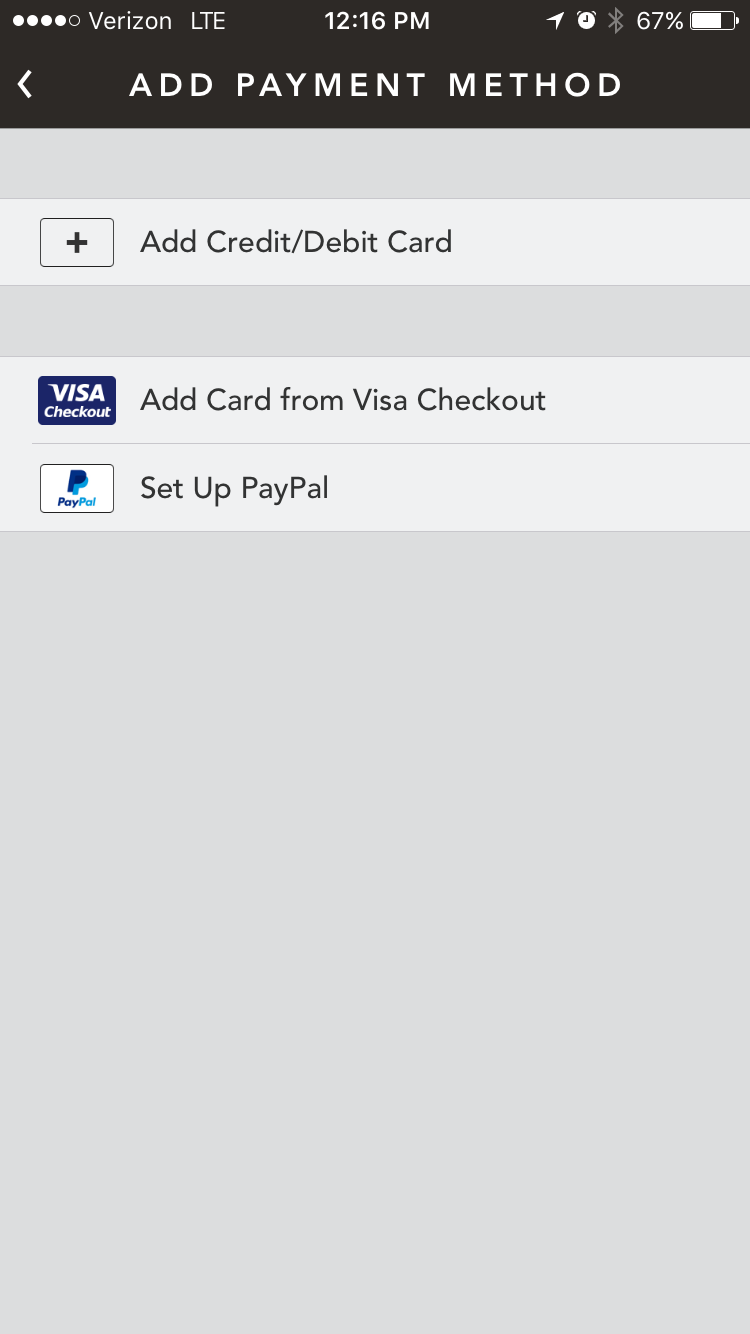 Verizon LTE 12:16 PM 67%
ADD PAYMENT METHOD
+ Add Credit/Debit Card
VISA
Checkout
Add Card from Visa Checkout
PayPal
Set Up PayPal